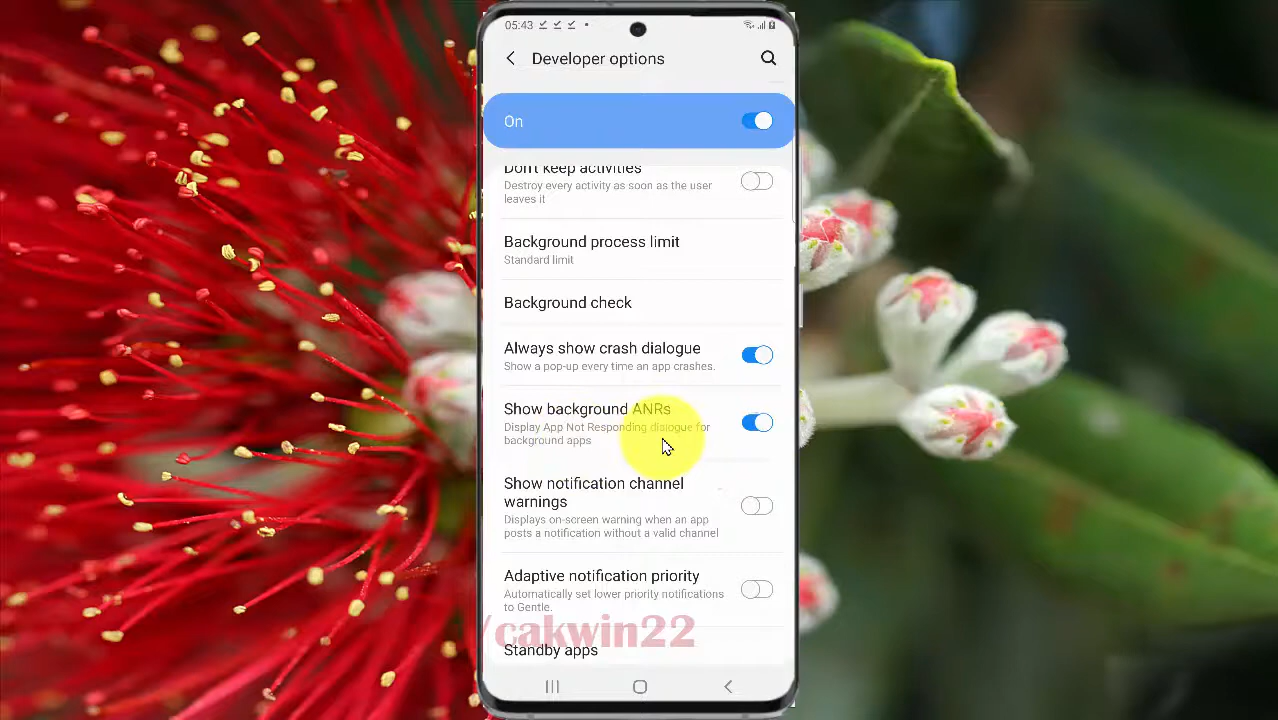 05:43
Developer options
On
Don't keep activities
Destroy every activity as soon as the user
leaves it
Background process limit
Standard limit
Background check
Always show crash dialogue
Show a pop-up every time an app crashes.
Show background ANRs
Display App Not Responding dialogue for
background apps
Show notification channel
warnings
Displays on-screen warning when an app
posts a notification without a valid channel
Adaptive notification priority
Automatically set lower priority notifications
to Gentle.
/cakwin22
Standby apps